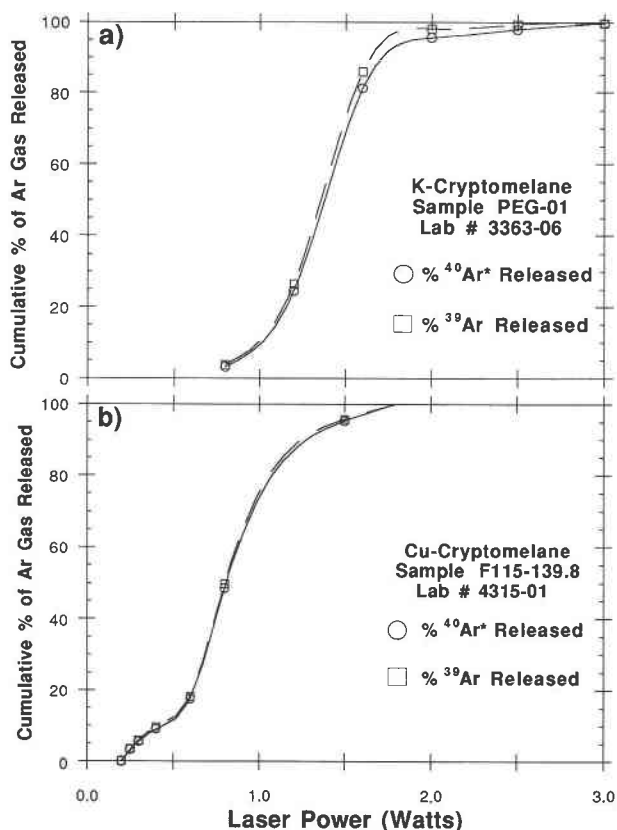 Cumulative % of Ar Gas Released
100
80
60
40
20
0
a)
K-Cryptomelane
Sample PEG-01
Lab # 3363-06
% ⁴⁰Ar* Released
% ³⁹Ar Released
Cumulative % of Ar Gas Released
100
80
60
40
20
0
b)
Cu-Cryptomelane
Sample F115-139.8
Lab # 4315-01
% ⁴⁰Ar* Released
% ³⁹Ar Released
0.0 1.0 2.0 3.0
Laser Power (Watts)